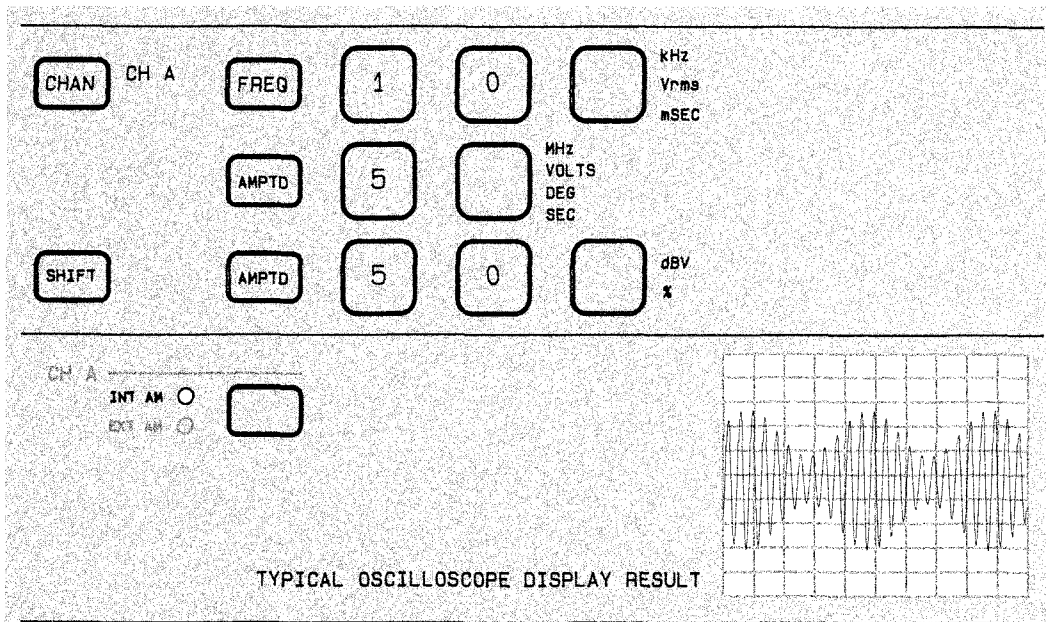 CHAN CH A FREQ 1 0 kHz
Vrms
mSEC
AMPTD 5 MHz
VOLTS
DEG
SEC
SHIFT AMPTD 5 0 dBV
%
CH A
INT AM
EXT AM
TYPICAL OSCILLOSCOPE DISPLAY RESULT